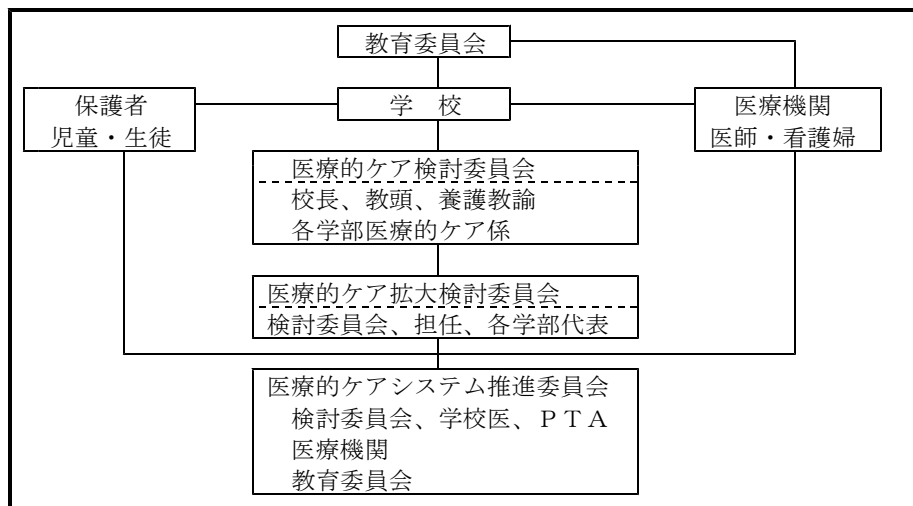 教育委員会
保護者
児童・生徒
学　校
医療機関
医師・看護婦
医療的ケア検討委員会
校長、教頭、養護教諭
各学部医療的ケア係
医療的ケア拡大検討委員会
検討委員会、担任、各学部代表
医療的ケアシステム推進委員会
検討委員会、学校医、ＰＴＡ
医療機関
教育委員会